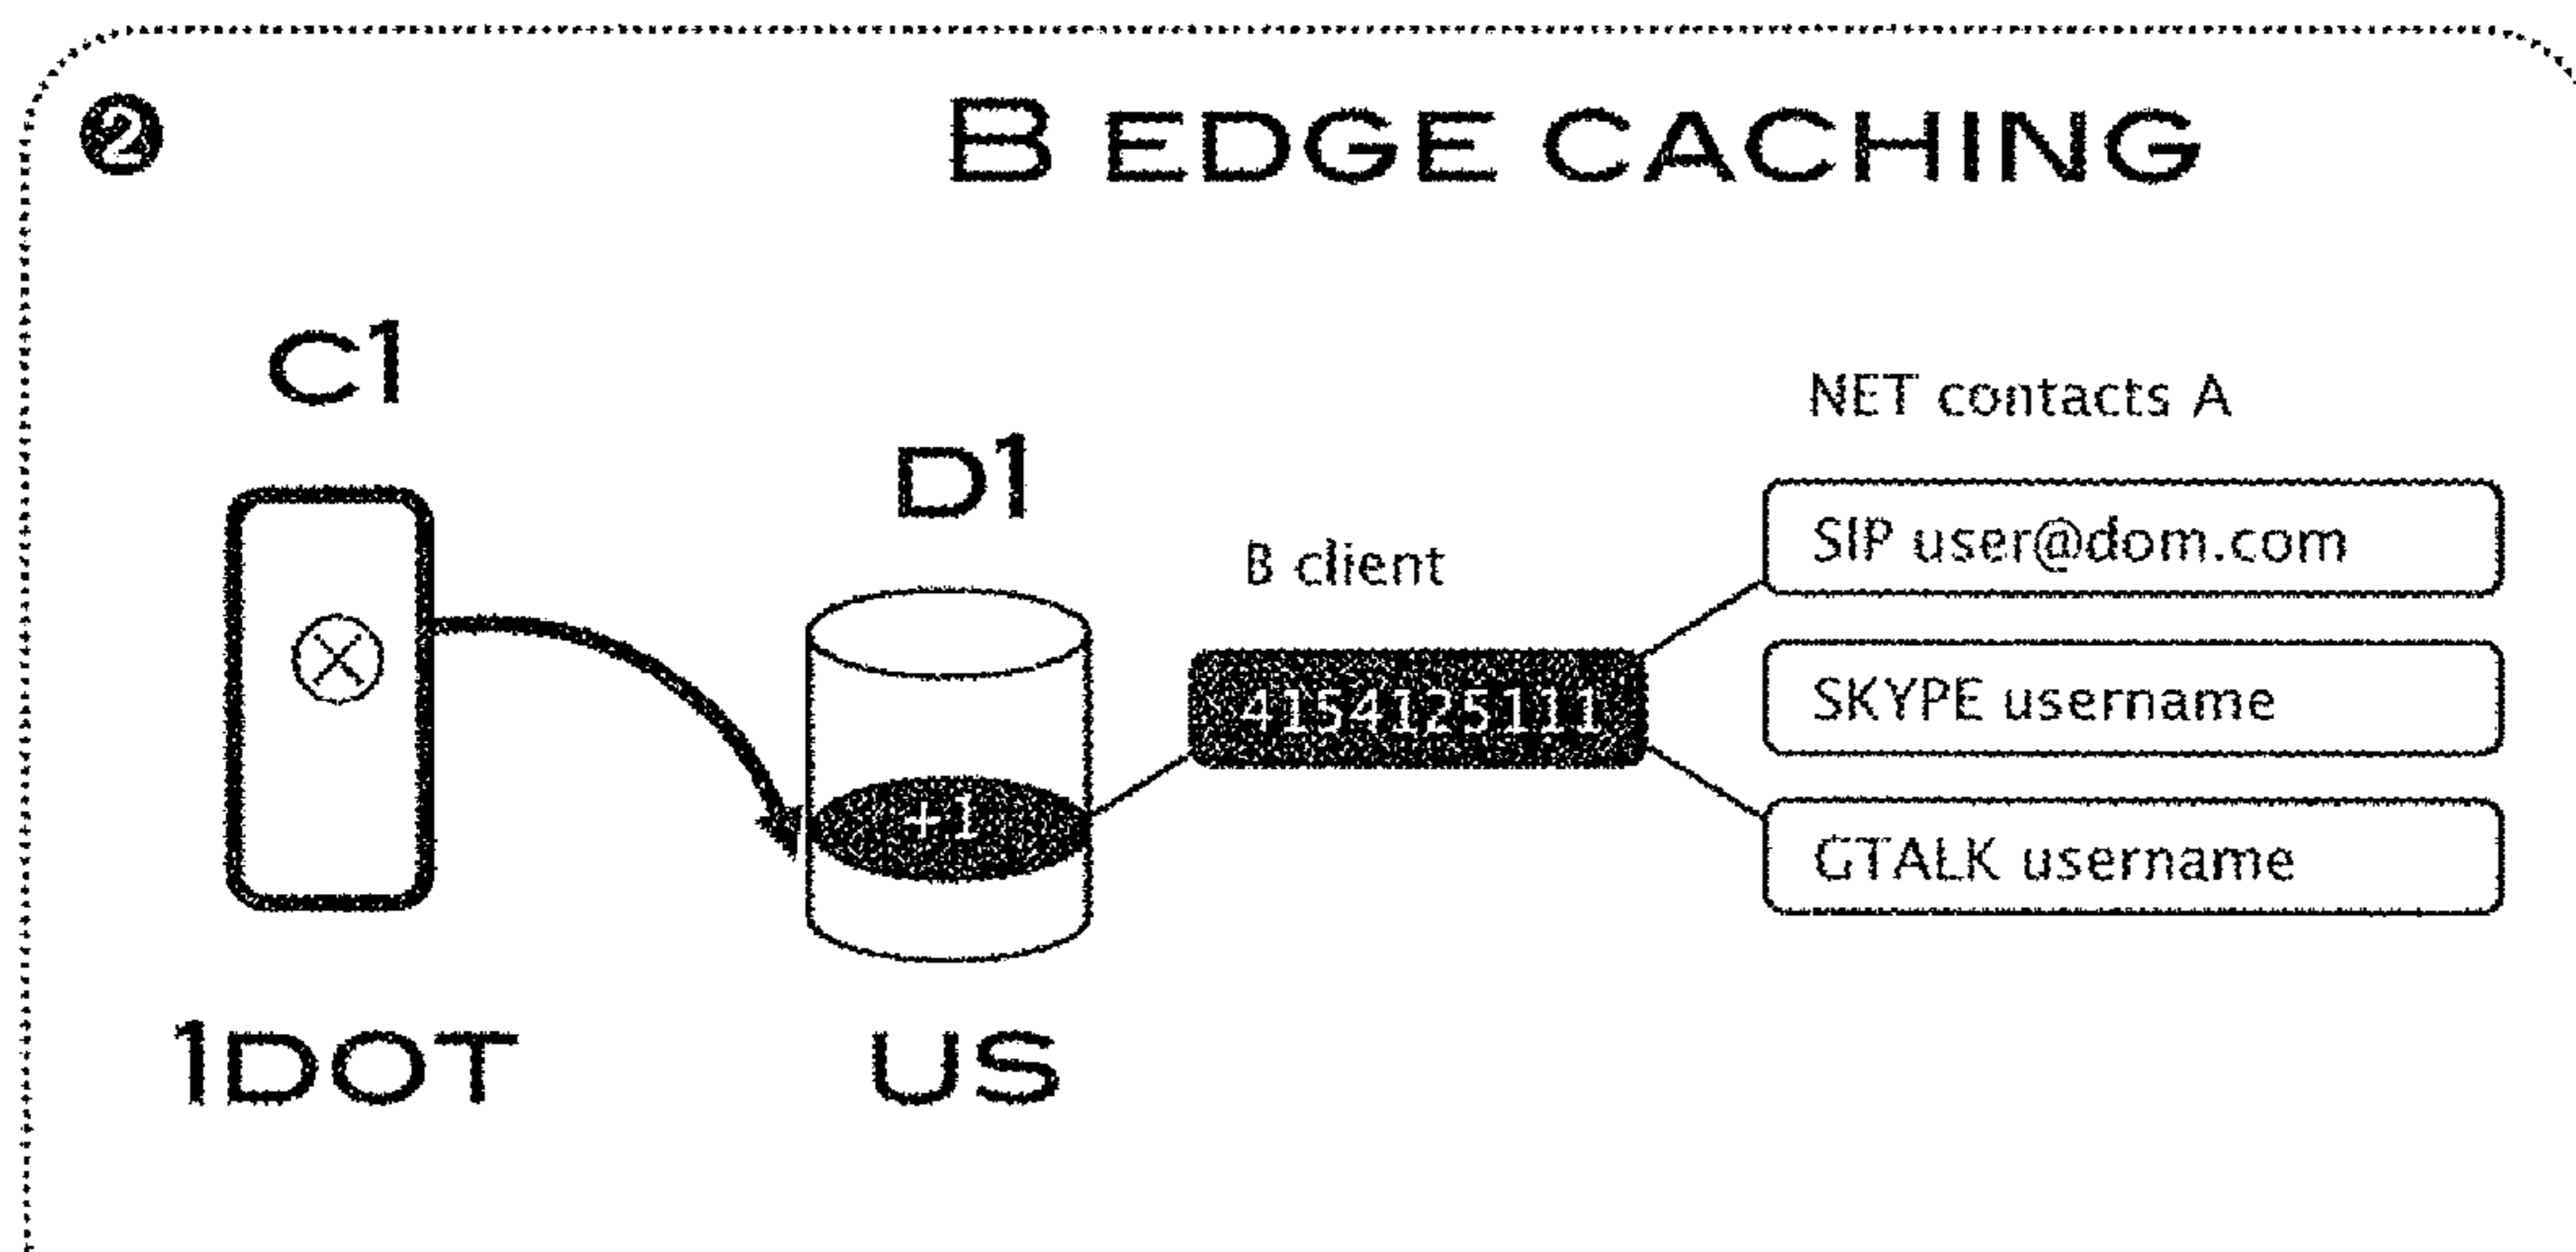 2
B EDGE CACHING
C1
D1
NET contacts A
SIP user@dom.com
B client
4154125111
SKYPE username
+1
GTALK username
1DOT
US